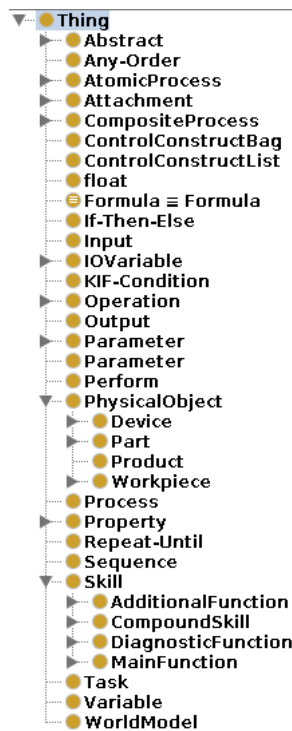 Thing
Abstract
Any-Order
AtomicProcess
Attachment
CompositeProcess
ControlConstructBag
ControlConstructList
float
Formula ≡ Formula
If-Then-Else
Input
IOVariable
KIF-Condition
Operation
Output
Parameter
Parameter
Perform
PhysicalObject
Device
Part
Product
Workpiece
Process
Property
Repeat-Until
Sequence
Skill
AdditionalFunction
CompoundSkill
DiagnosticFunction
MainFunction
Task
Variable
WorldModel